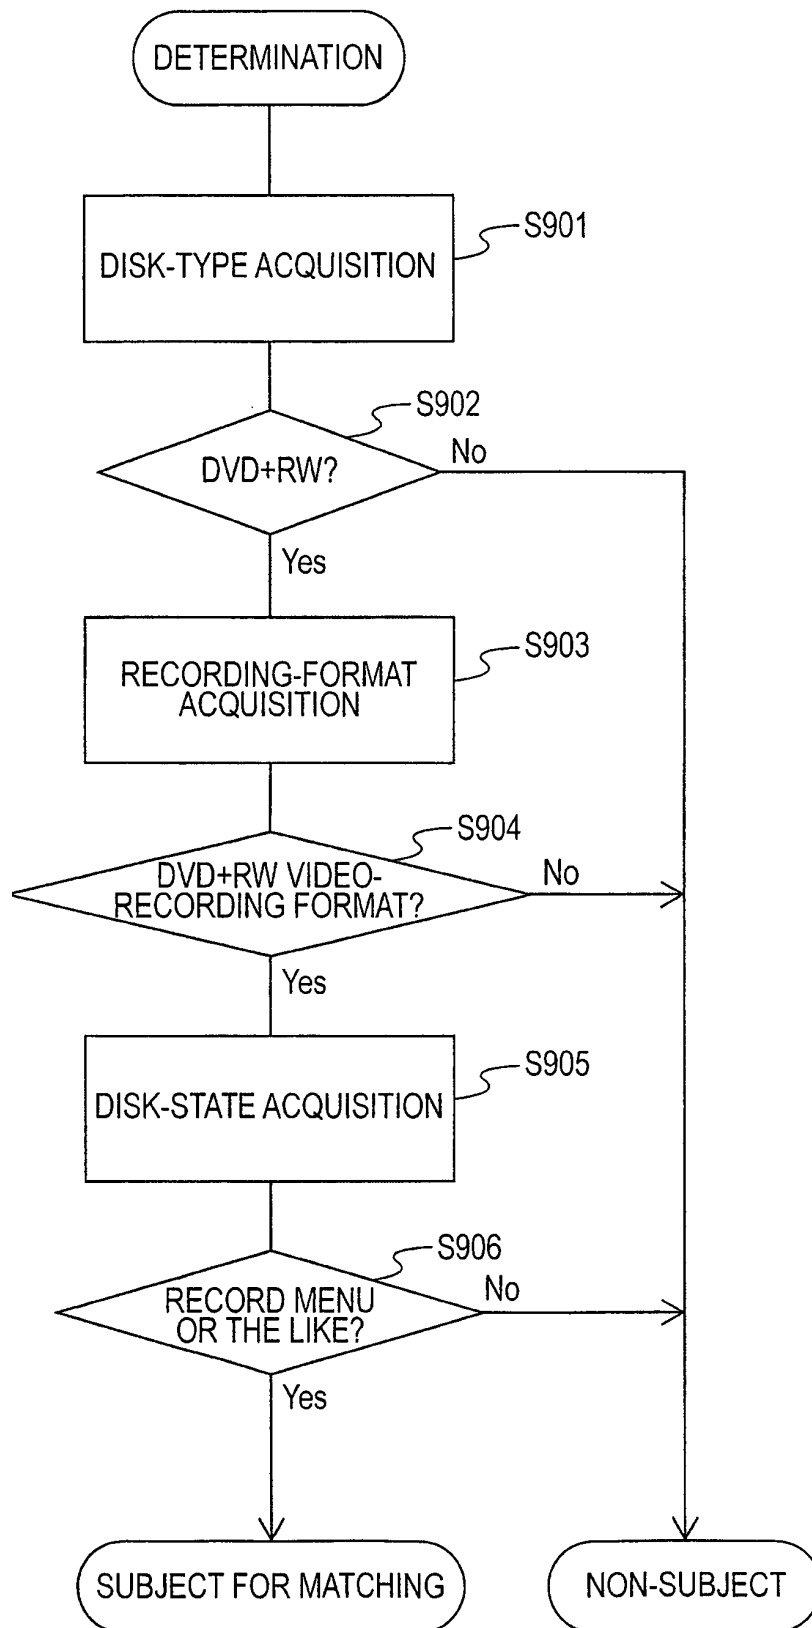 DETERMINATION
S901
DISK-TYPE ACQUISITION
S902
DVD+RW?
No
Yes
S903
RECORDING-FORMAT
ACQUISITION
S904
DVD+RW VIDEO-
RECORDING FORMAT?
No
Yes
S905
DISK-STATE ACQUISITION
S906
RECORD MENU
OR THE LIKE?
No
Yes
SUBJECT FOR MATCHING
NON-SUBJECT